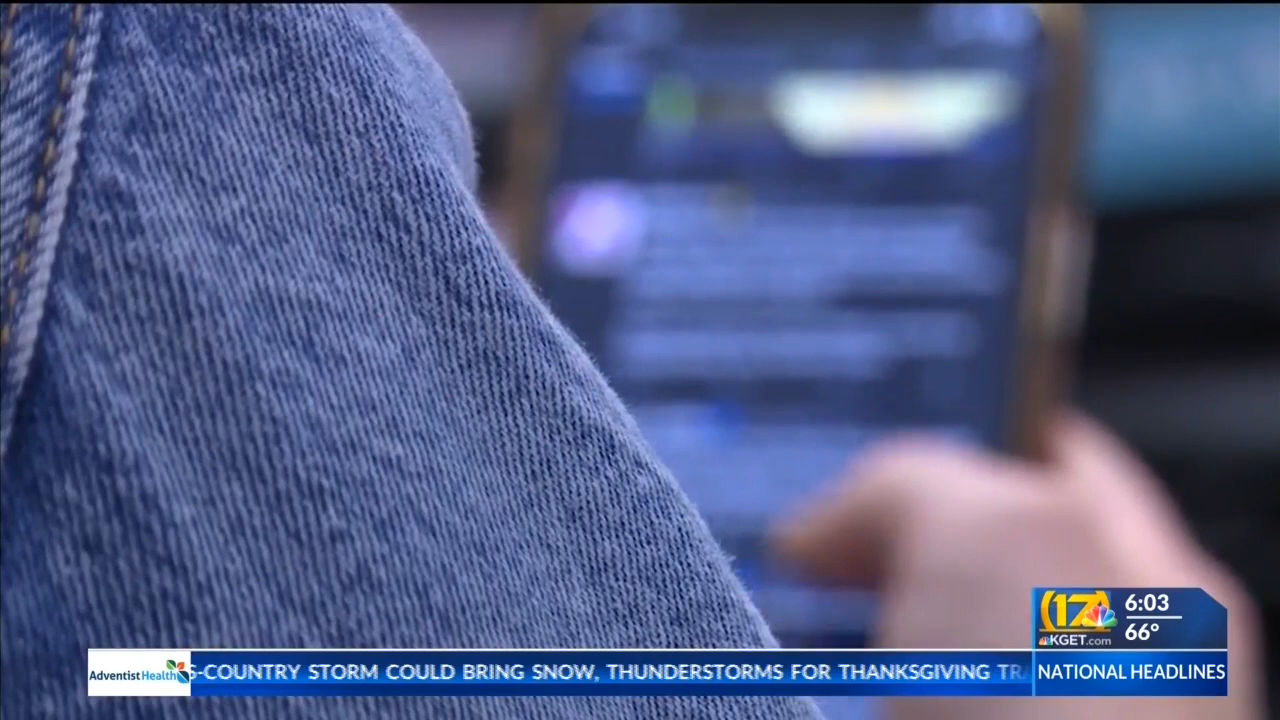 17
KGET.com
6:03
66°
Adventist Health
S-COUNTRY STORM COULD BRING SNOW, THUNDERSTORMS FOR THANKSGIVING
NATIONAL HEADLINES